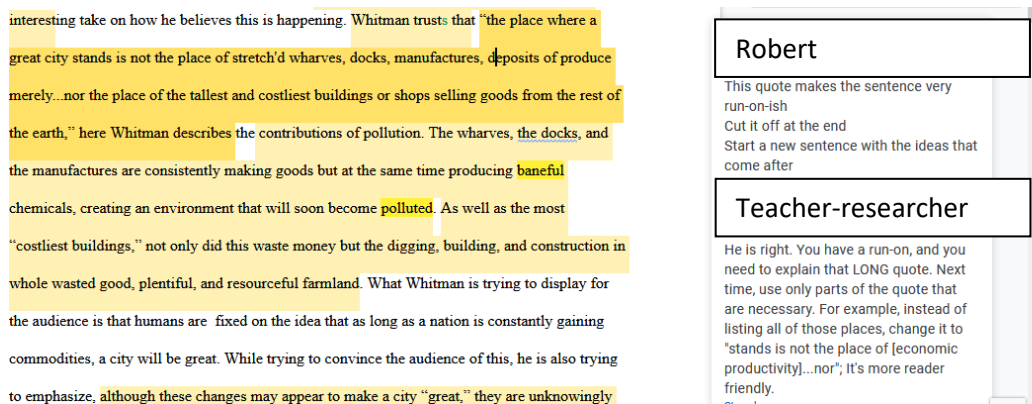 interesting take on how he believes this is happening. Whitman trusts that “the place where a
great city stands is not the place of stretch'd wharves, docks, manufactures, deposits of produce
merely...nor the place of the tallest and costliest buildings or shops selling goods from the rest of
the earth,” here Whitman describes the contributions of pollution. The wharves, the docks, and
the manufactures are consistently making goods but at the same time producing baneful
chemicals, creating an environment that will soon become polluted. As well as the most
“costliest buildings,” not only did this waste money but the digging, building, and construction in
whole wasted good, plentiful, and resourceful farmland. What Whitman is trying to display for
the audience is that humans are fixed on the idea that as long as a nation is constantly gaining
commodities, a city will be great. While trying to convince the audience of this, he is also trying
to emphasize, although these changes may appear to make a city “great,” they are unknowingly
Robert
This quote makes the sentence very
run-on-ish
Cut it off at the end
Start a new sentence with the ideas that
come after
Teacher-researcher
He is right. You have a run-on, and you
need to explain that LONG quote. Next
time, use only parts of the quote that
are necessary. For example, instead of
listing all of those places, change it to
"stands is not the place of [economic
productivity]...nor"; It's more reader
friendly.